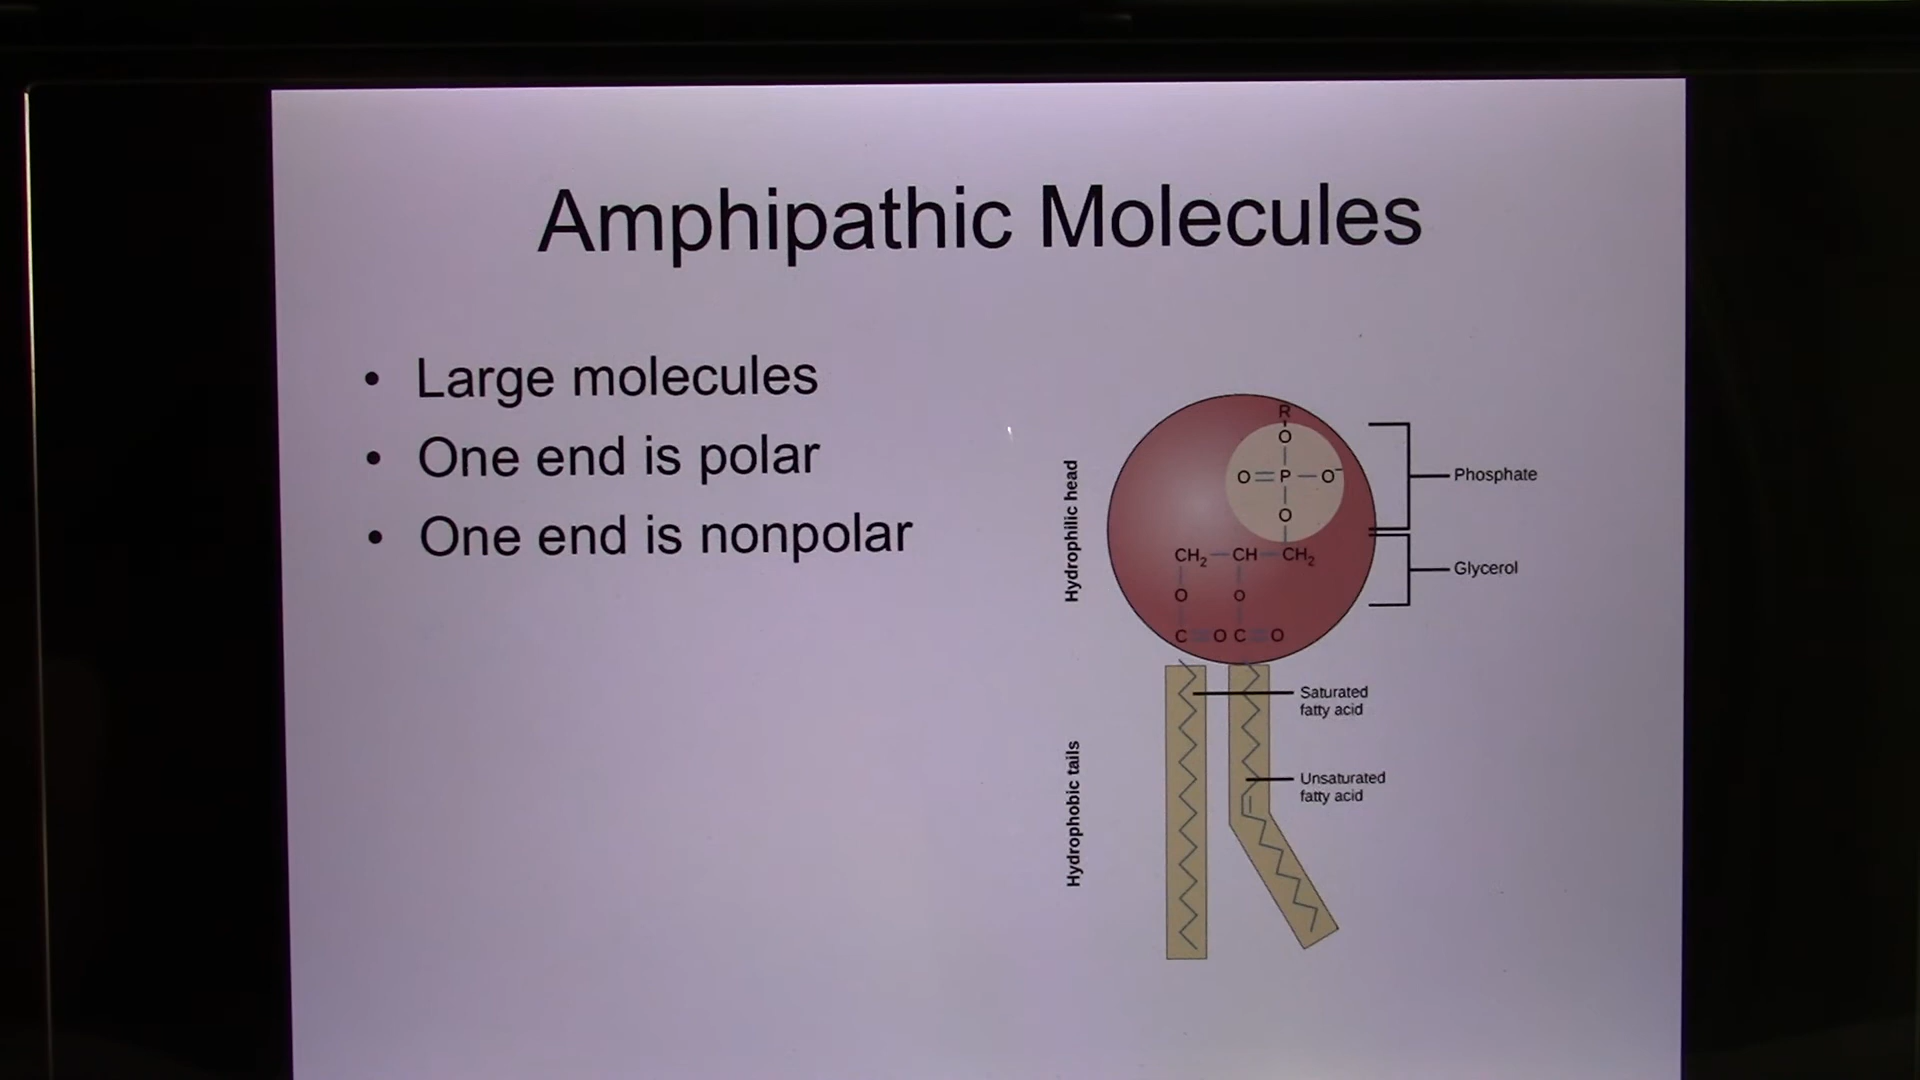 Amphipathic Molecules
• Large molecules
• One end is polar
• One end is nonpolar
Hydrophilic head
R
O
O=P-O⁻
O
CH₂-CH-CH₂
O O
C=O C=O
Phosphate
Glycerol
Hydrophobic tails
Saturated
fatty acid
Unsaturated
fatty acid